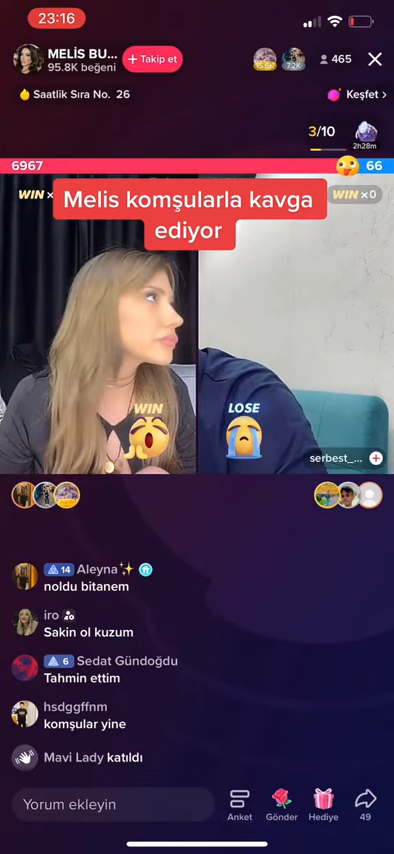 23:16
MELİS BU...
95.8K beğeni
+ Takip et
465
Saatlik Sıra No. 26
Keşfet >
3/10
2h28m
6967
66
WIN x
WIN x0
Melis komşularla kavga
ediyor
WIN
LOSE
serbest_...
14 Aleyna
noldu bitanem
iro
Sakin ol kuzum
6 Sedat Gündoğdu
Tahmin ettim
hsdggffnm
komşular yine
Mavi Lady katıldı
Yorum ekleyin
Anket
Gönder
Hediye
49